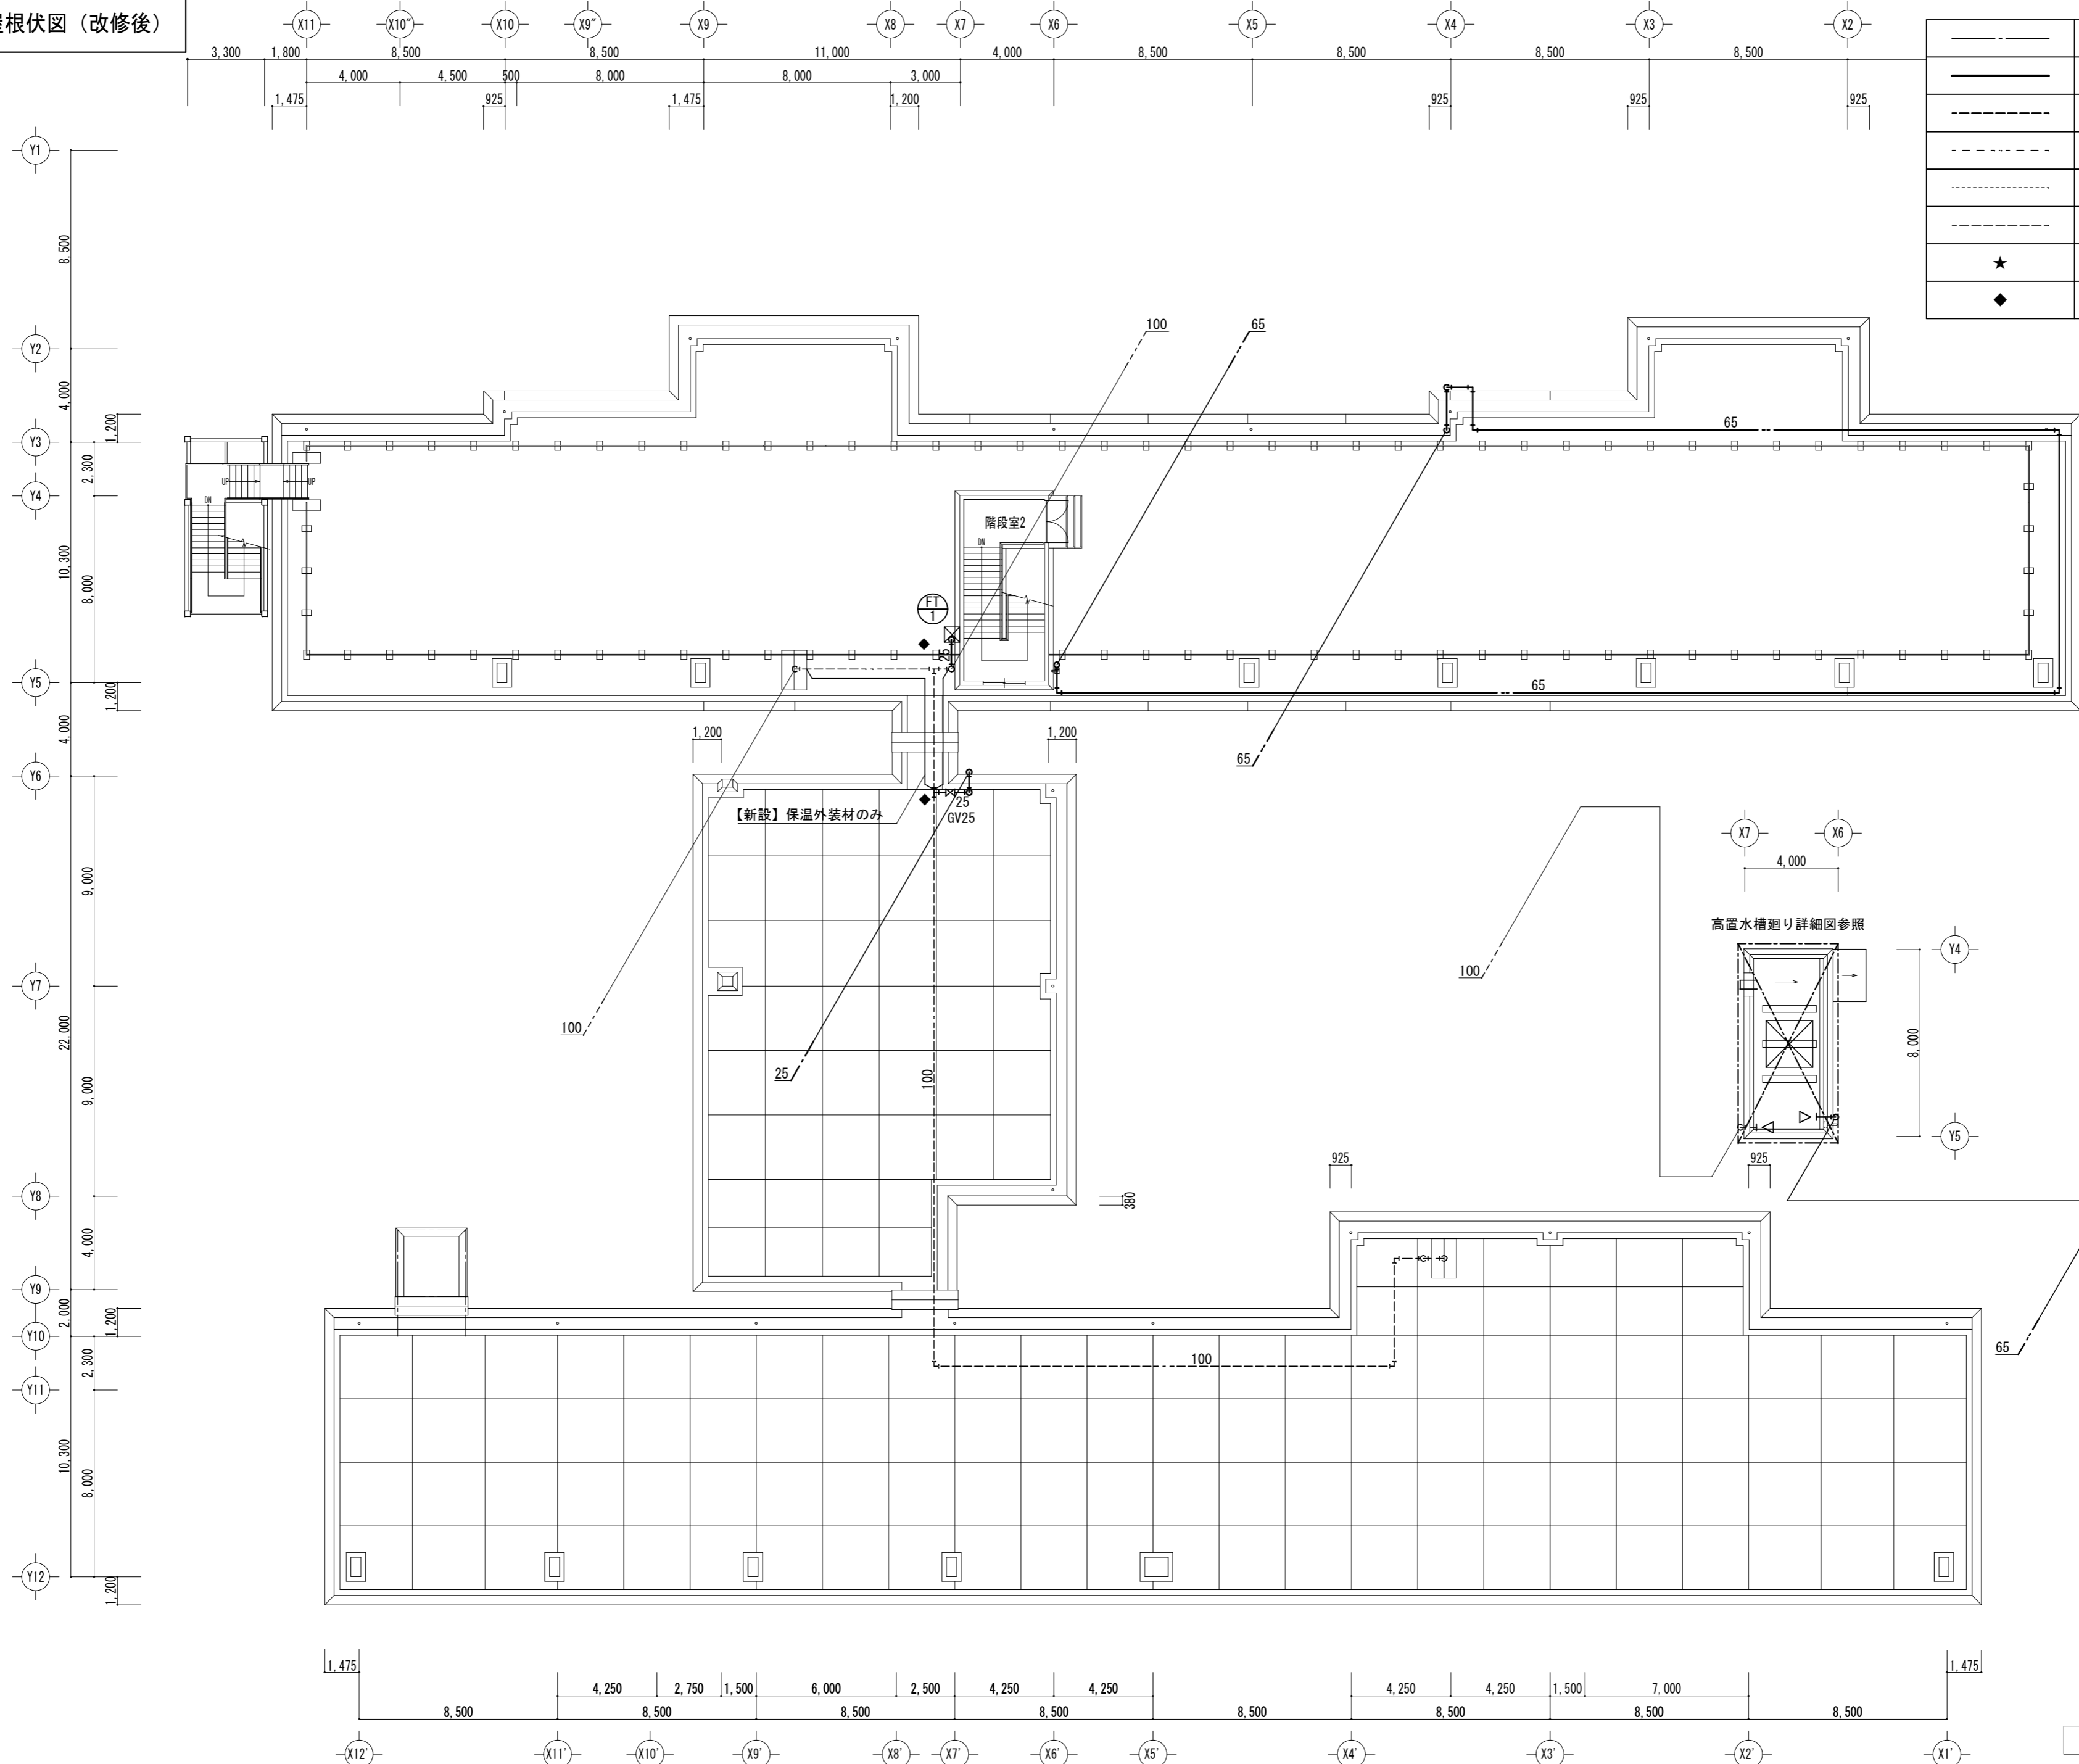 屋根伏図（改修後）
X11 X10" X10 X9" X9 X8 X7 X6 X5 X4 X3 X2
3,300 1,800 8,500 8,500 11,000 4,000 8,500 8,500 8,500 8,500
4,000 4,500 500 8,000 8,000 3,000
1,475 925 1,475 1,200 925 925 925
★
◆
Y1
8,500
Y2
4,000
1,200
Y3
2,300
Y4
10,300
8,000
Y5
1,200
4,000
Y6
9,000
Y7
22,000
9,000
Y8
4,000
Y9
2,000
1,200
Y10
2,300
Y11
10,300
8,000
Y12
1,200
100
65
65
UP
UP
DN
階段室2
DN
FT
1
◆
25
65
65
1,200
1,200
◆
25
GV25
【新設】保温外装材のみ
100
25
100
100
X7 X6
4,000
高置水槽廻り詳細図参照
Y4
8,000
Y5
925
925
380
65
100
1,475
1,475
4,250 2,750 1,500 6,000 2,500 4,250 4,250 4,250 4,250 1,500 7,000
8,500 8,500 8,500 8,500 8,500 8,500 8,500 8,500
X12' X11' X10' X9' X8' X7' X6' X5' X4' X3' X2' X1'